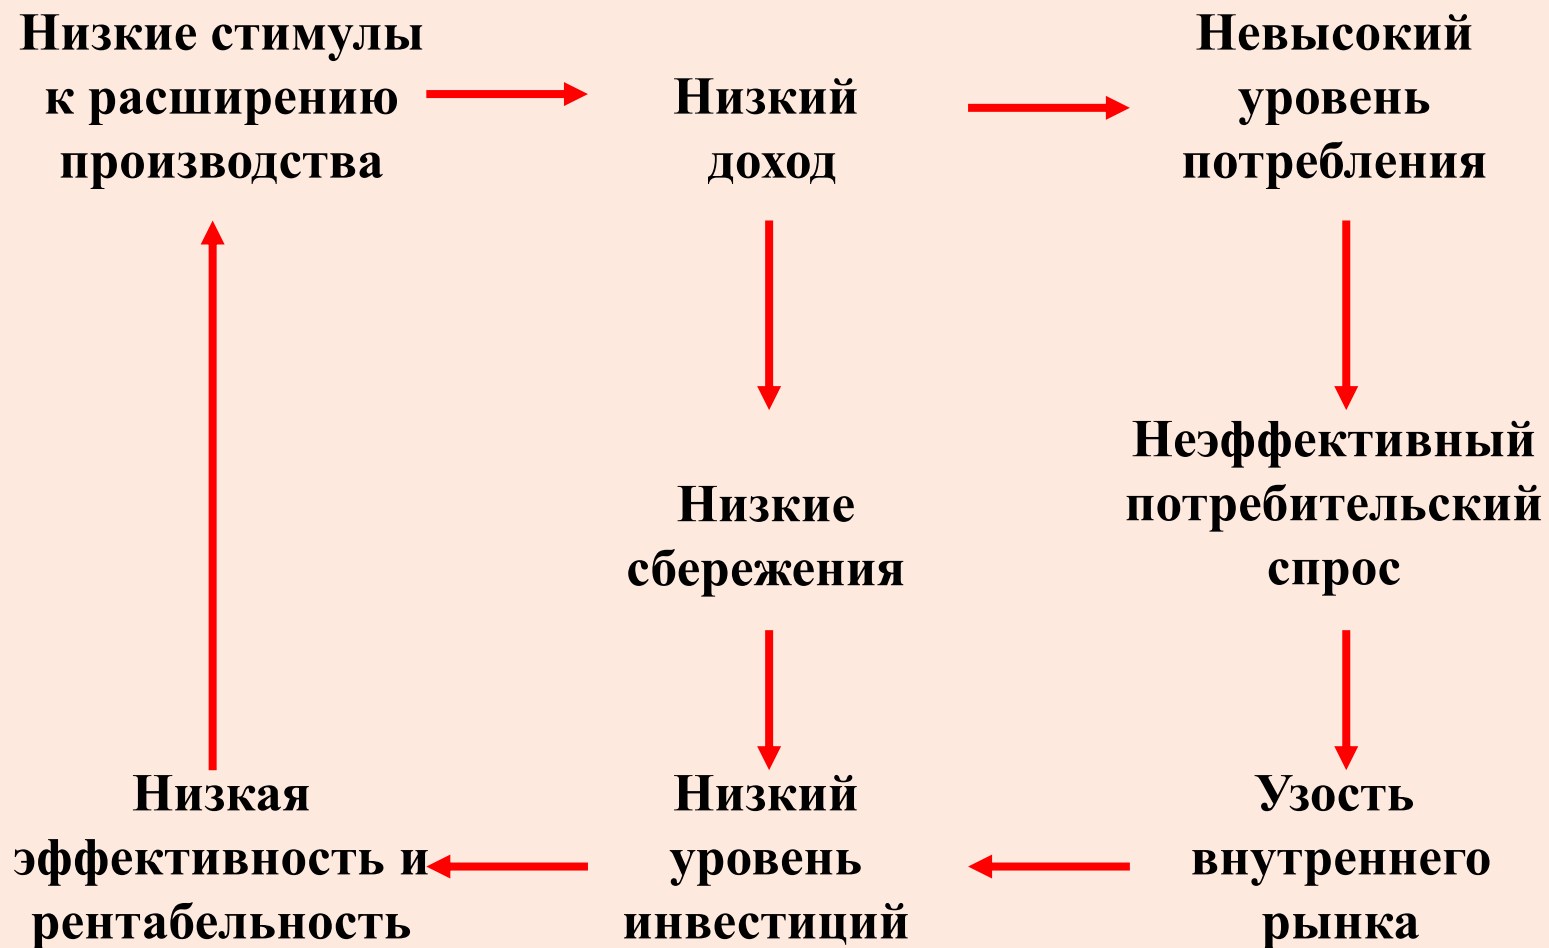 Низкие стимулы
к расширению
производства
Низкий
доход
Невысокий
уровень
потребления
Низкие
сбережения
Неэффективный
потребительский
спрос
Низкая
эффективность и
рентабельность
Низкий
уровень
инвестиций
Узость
внутреннего
рынка